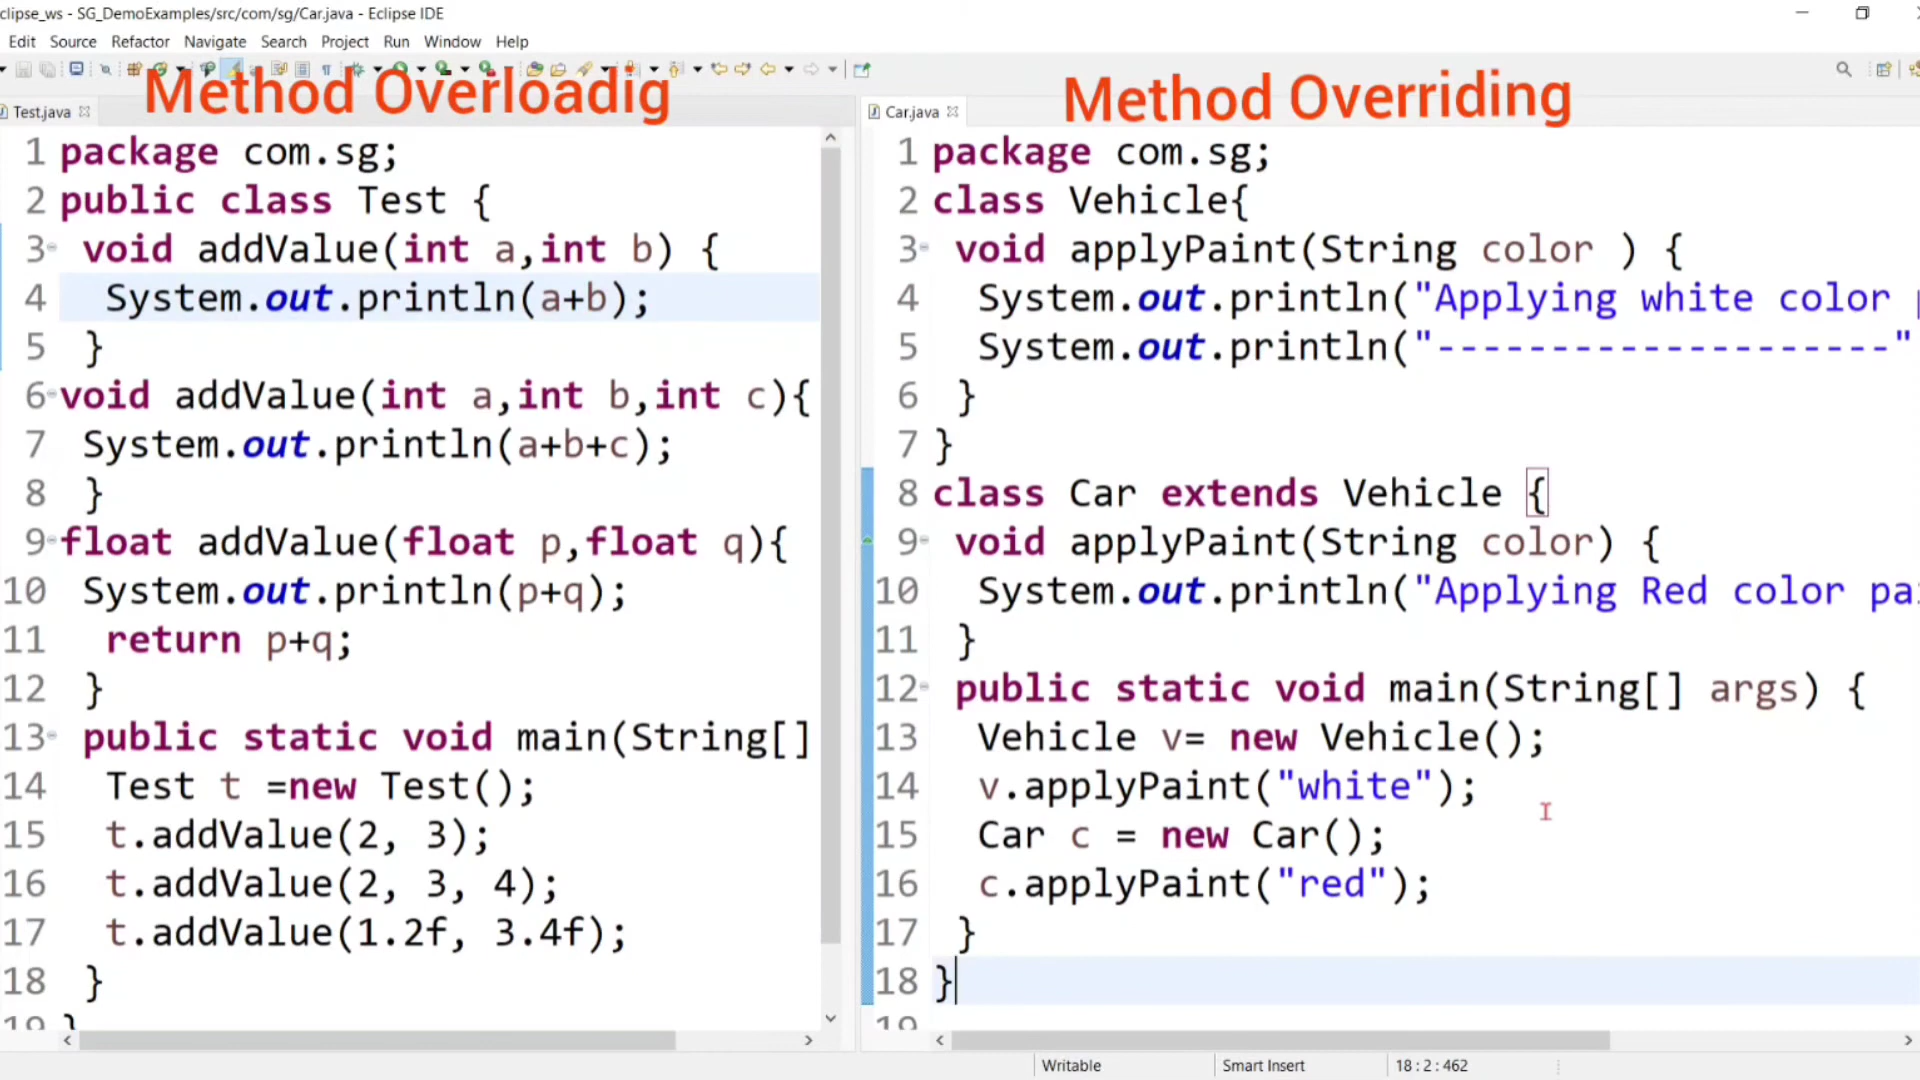 clipse_ws - SG_DemoExamples/src/com/sg/Car.java - Eclipse IDE
Edit Source Refactor Navigate Search Project Run Window Help
Method Overloadig
Method Overriding
Test.java
1 package com.sg;
2 public class Test {
3 void addValue(int a,int b) {
4 System.out.println(a+b);
5 }
6 void addValue(int a,int b,int c){
7 System.out.println(a+b+c);
8 }
9 float addValue(float p,float q){
10 System.out.println(p+q);
11 return p+q;
12 }
13 public static void main(String[]
14 Test t =new Test();
15 t.addValue(2, 3);
16 t.addValue(2, 3, 4);
17 t.addValue(1.2f, 3.4f);
18 }
19 }
Car.java
1 package com.sg;
2 class Vehicle{
3 void applyPaint(String color ) {
4 System.out.println("Applying white color
5 System.out.println("--------------------"
6 }
7 }
8 class Car extends Vehicle {
9 void applyPaint(String color) {
10 System.out.println("Applying Red color pa
11 }
12 public static void main(String[] args) {
13 Vehicle v= new Vehicle();
14 v.applyPaint("white");
15 Car c = new Car();
16 c.applyPaint("red");
17 }
18 }
19
Writable Smart Insert 18:2:462